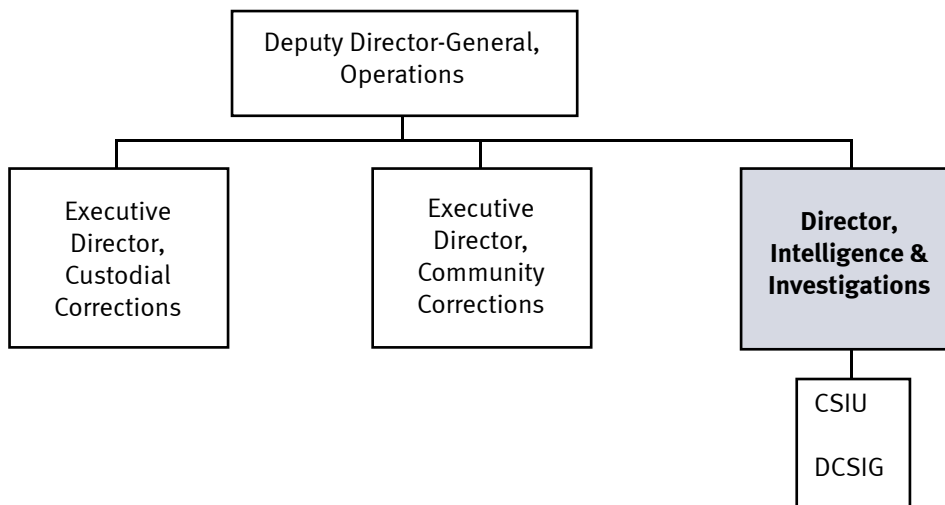 Deputy Director-General,
Operations
Executive
Director,
Custodial
Corrections
Executive
Director,
Community
Corrections
Director,
Intelligence &
Investigations
CSIU
DCSIG